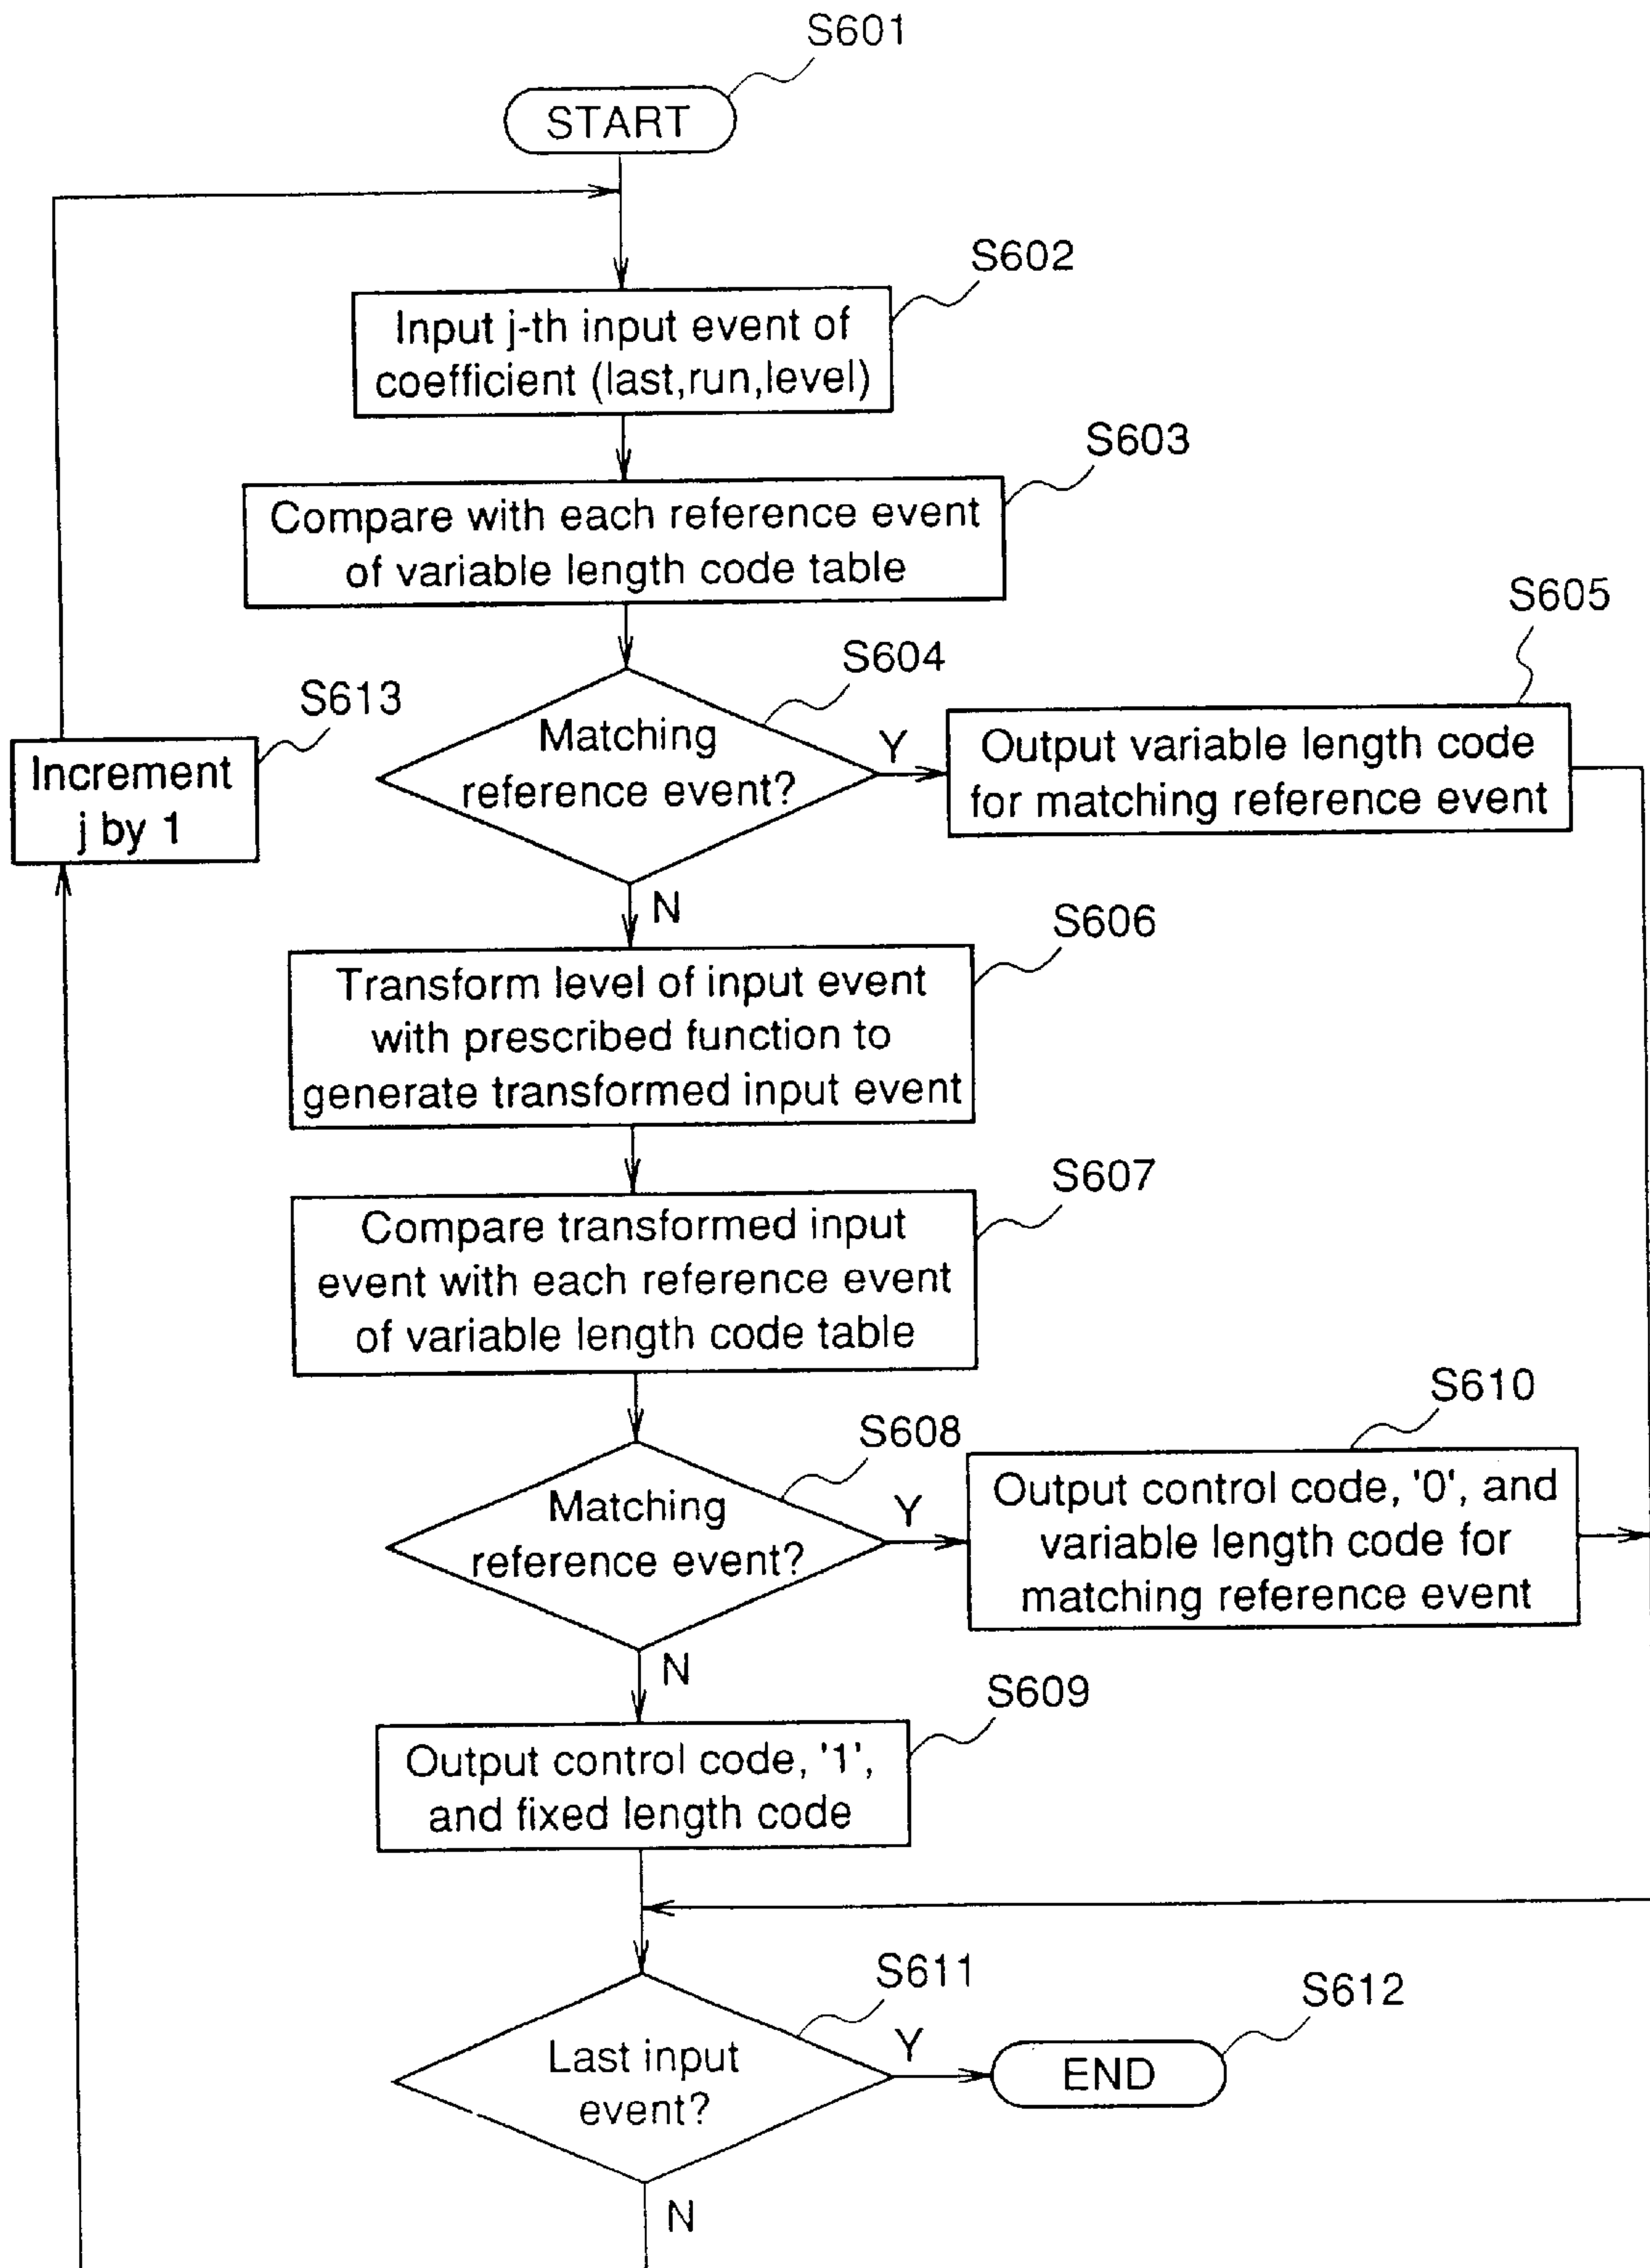 S601
START
S602
Input j-th input event of
coefficient (last,run,level)
S603
Compare with each reference event
of variable length code table
S604
Matching
reference event?
Y
N
S605
Output variable length code
for matching reference event
S613
Increment
j by 1
S606
Transform level of input event
with prescribed function to
generate transformed input event
S607
Compare transformed input
event with each reference event
of variable length code table
S608
Matching
reference event?
Y
N
S610
Output control code, '0', and
variable length code for
matching reference event
S609
Output control code, '1',
and fixed length code
S611
Last input
event?
Y
N
S612
END